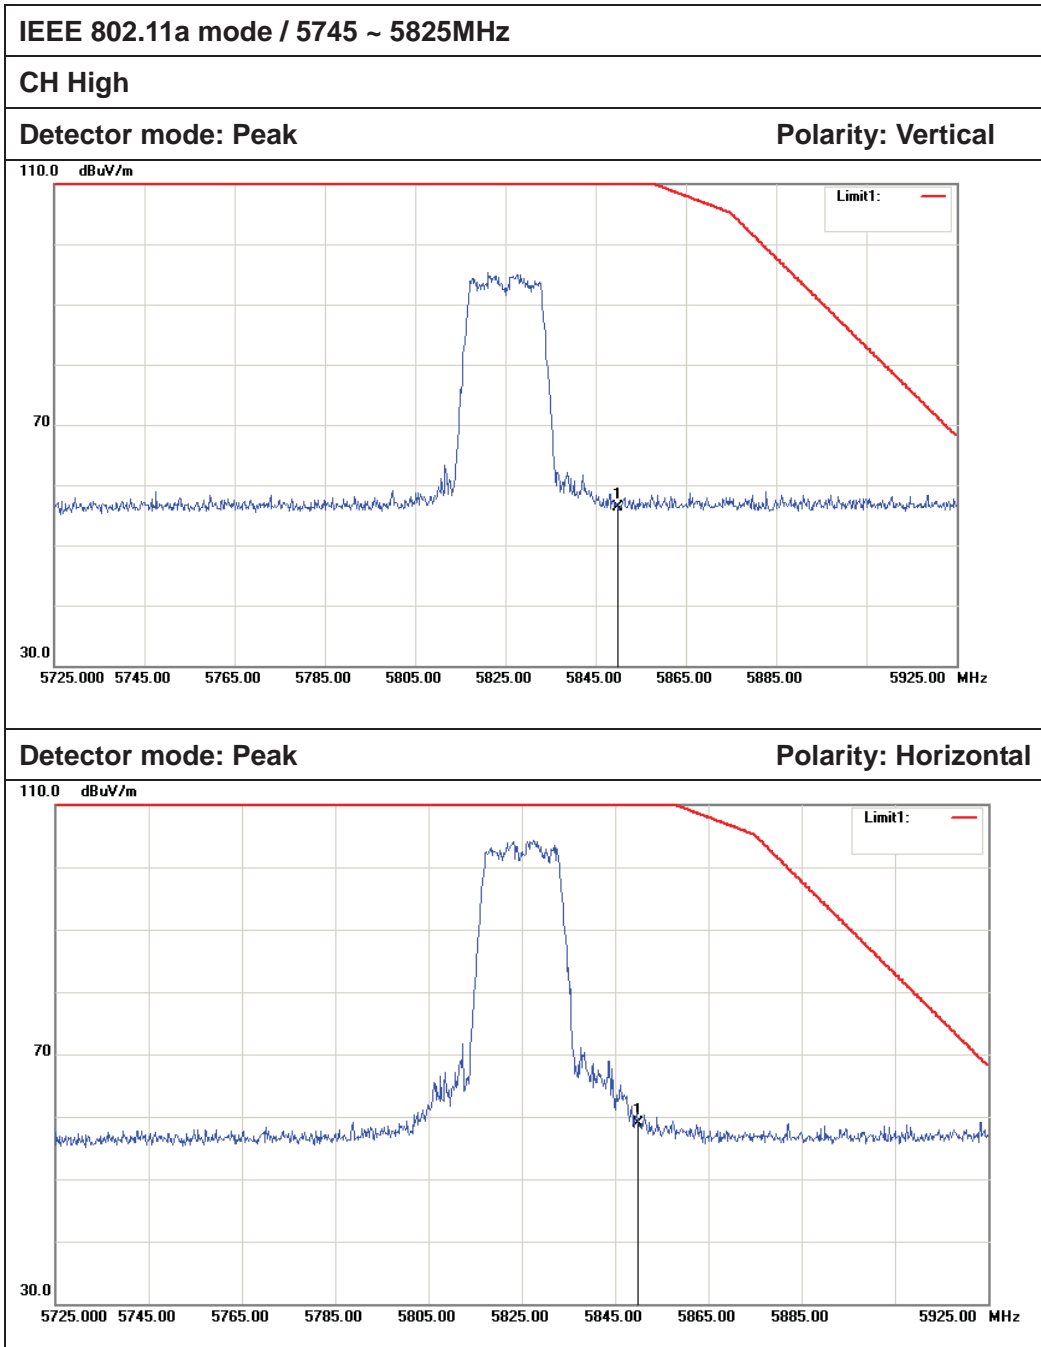 IEEE 802.11a mode / 5745 ~ 5825MHz
CH High
Detector mode: Peak Polarity: Vertical
110.0 dBuV/m
Limit1:
70
1
30.0
5725.000 5745.00 5765.00 5785.00 5805.00 5825.00 5845.00 5865.00 5885.00 5925.00 MHz
Detector mode: Peak Polarity: Horizontal
110.0 dBuV/m
Limit1:
70
1
30.0
5725.000 5745.00 5765.00 5785.00 5805.00 5825.00 5845.00 5865.00 5885.00 5925.00 MHz